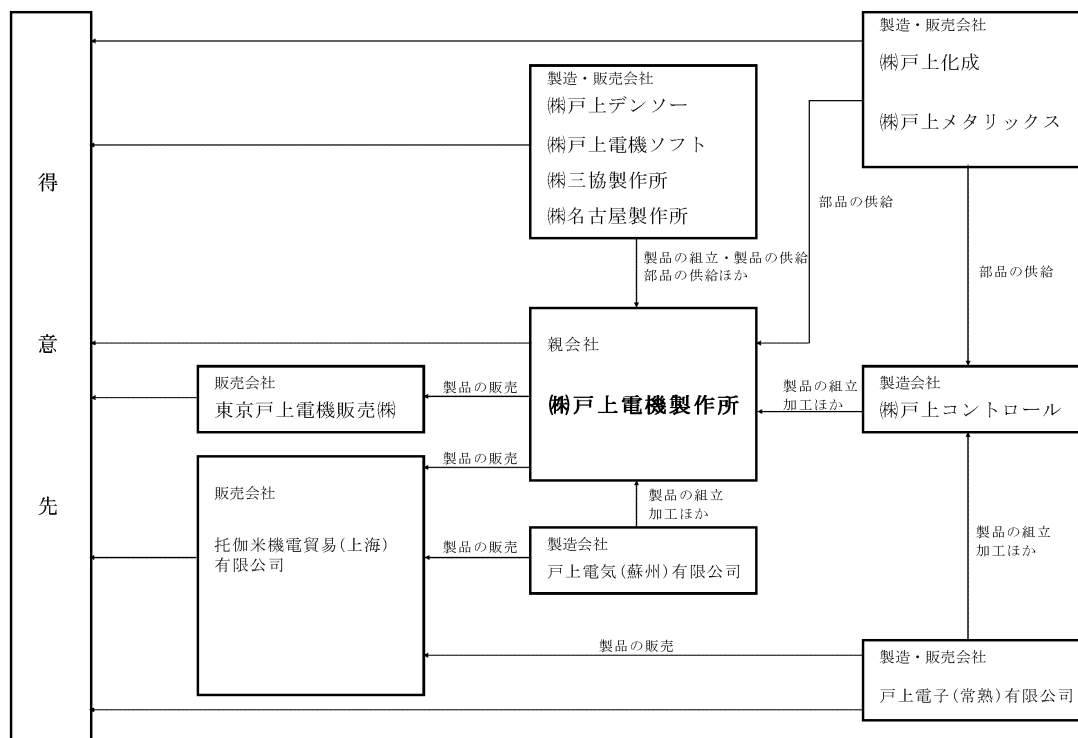 得意先
製造・販売会社
㈱戸上化成
㈱戸上メタリックス
製造・販売会社
㈱戸上デンソー
㈱戸上電機ソフト
㈱三協製作所
㈱名古屋製作所
部品の供給
製品の組立・製品の供給
部品の供給ほか
部品の供給
親会社
㈱戸上電機製作所
販売会社
東京戸上電機販売㈱
製品の販売
製品の組立
加工ほか
製造会社
㈱戸上コントロール
製品の販売
販売会社
托伽米機電貿易(上海)
有限公司
製品の販売
製品の組立
加工ほか
製造会社
戸上電気(蘇州)有限公司
製品の組立
加工ほか
製品の販売
製造・販売会社
戸上電子(常熟)有限公司